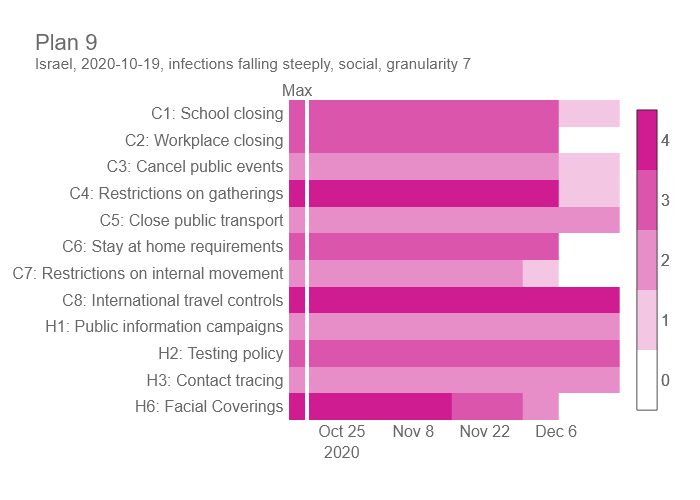 Plan 9
Israel, 2020-10-19, infections falling steeply, social, granularity 7
Max
C1: School closing
C2: Workplace closing
C3: Cancel public events
C4: Restrictions on gatherings
C5: Close public transport
C6: Stay at home requirements
C7: Restrictions on internal movement
C8: International travel controls
H1: Public information campaigns
H2: Testing policy
H3: Contact tracing
H6: Facial Coverings
Oct 25 Nov 8 Nov 22 Dec 6
2020
4
3
2
1
0